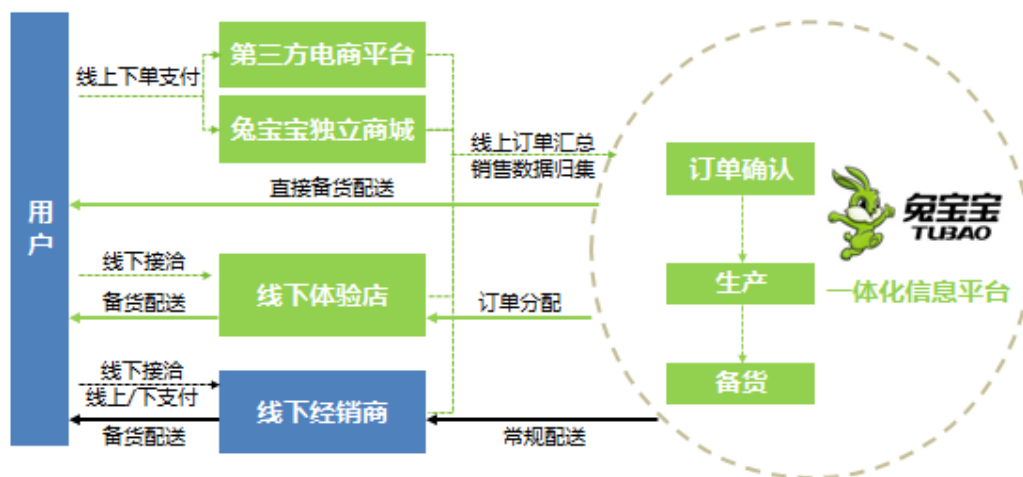 第三方电商平台
线上下单支付
兔宝宝独立商城
线上订单汇总
销售数据归集
订单确认
直接备货配送
用
户
兔宝宝
TUBAO
线下接洽
线下体验店
生产
一体化信息平台
备货配送
订单分配
线下接洽
线上/下支付
线下经销商
备货
备货配送
常规配送